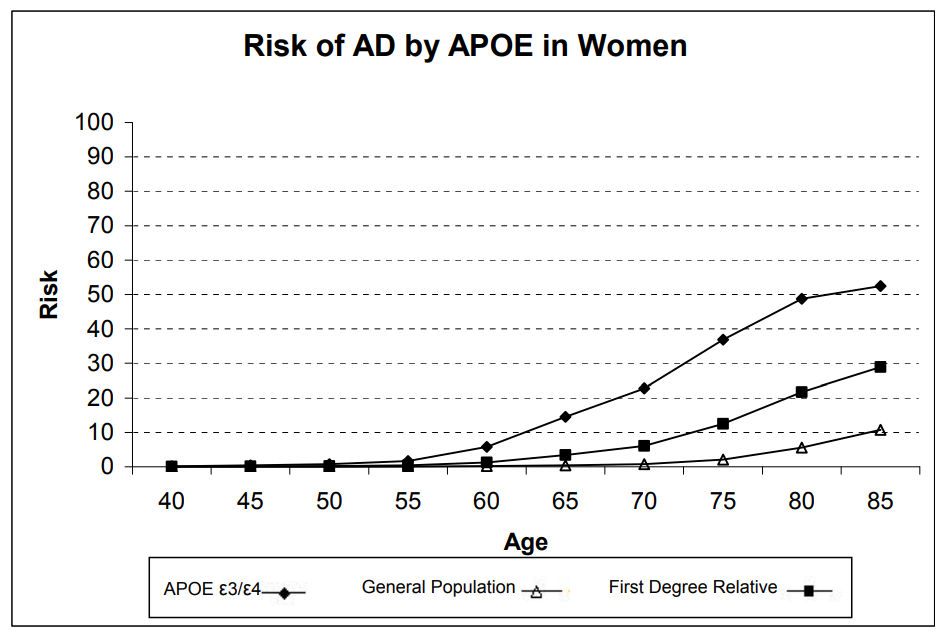 Risk of AD by APOE in Women
100
90
80
70
60
50
40
30
20
10
0
Risk
40 45 50 55 60 65 70 75 80 85
Age
APOE ε3/ε4 General Population First Degree Relative